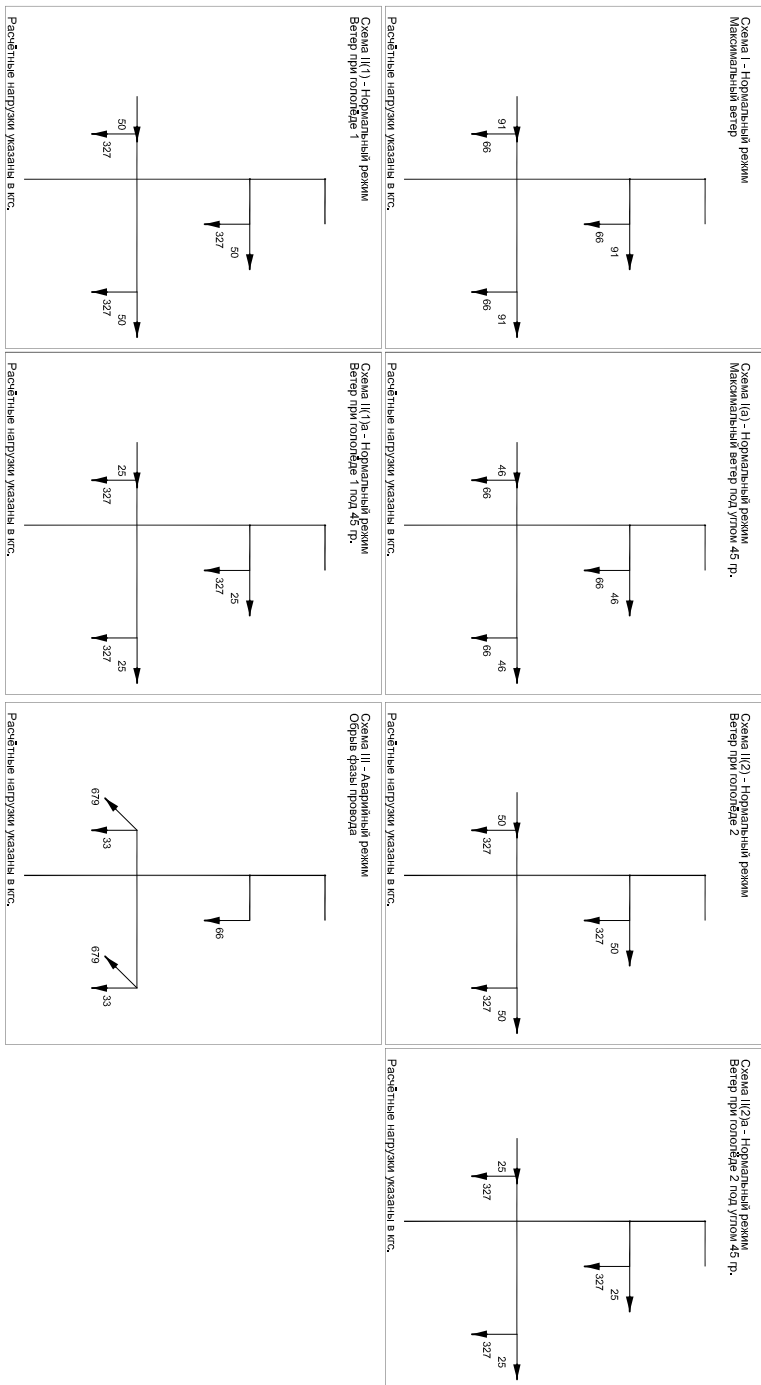 Схема I - Нормальный режим
Максимальный ветер
91
66
91
91
66
66
Расчётные нагрузки указаны в кгс.
Схема I(а) - Нормальный режим
Максимальный ветер под углом 45 гр.
46
66
46
46
66
66
Расчётные нагрузки указаны в кгс.
Схема II(2) - Нормальный режим
Ветер при гололёде 2
50
327
50
50
327
327
Расчётные нагрузки указаны в кгс.
Схема II(2)а - Нормальный режим
Ветер при гололёде 2 под углом 45 гр.
25
327
25
25
327
327
Расчётные нагрузки указаны в кгс.
Схема II(1) - Нормальный режим
Ветер при гололёде 1
50
327
50
50
327
327
Расчётные нагрузки указаны в кгс.
Схема II(1)а - Нормальный режим
Ветер при гололёде 1 под 45 гр.
25
327
25
25
327
327
Расчётные нагрузки указаны в кгс.
Схема III - Аварийный режим
Обрыв фазы провода
66
679
33
679
33
Расчётные нагрузки указаны в кгс.